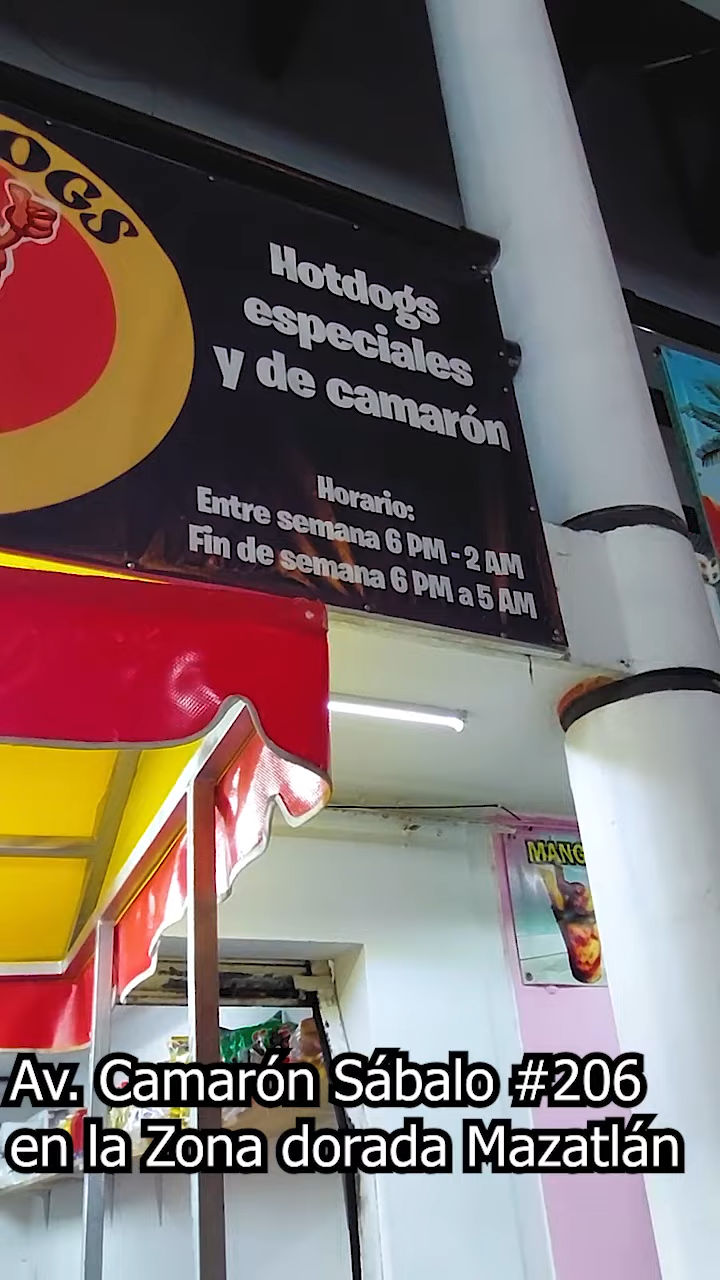 OGS
Hotdogs
especiales
y de camarón
Horario:
Entre semana 6 PM - 2 AM
Fin de semana 6 PM a 5 AM
MANG
Av. Camarón Sábalo #206
en la Zona dorada Mazatlán